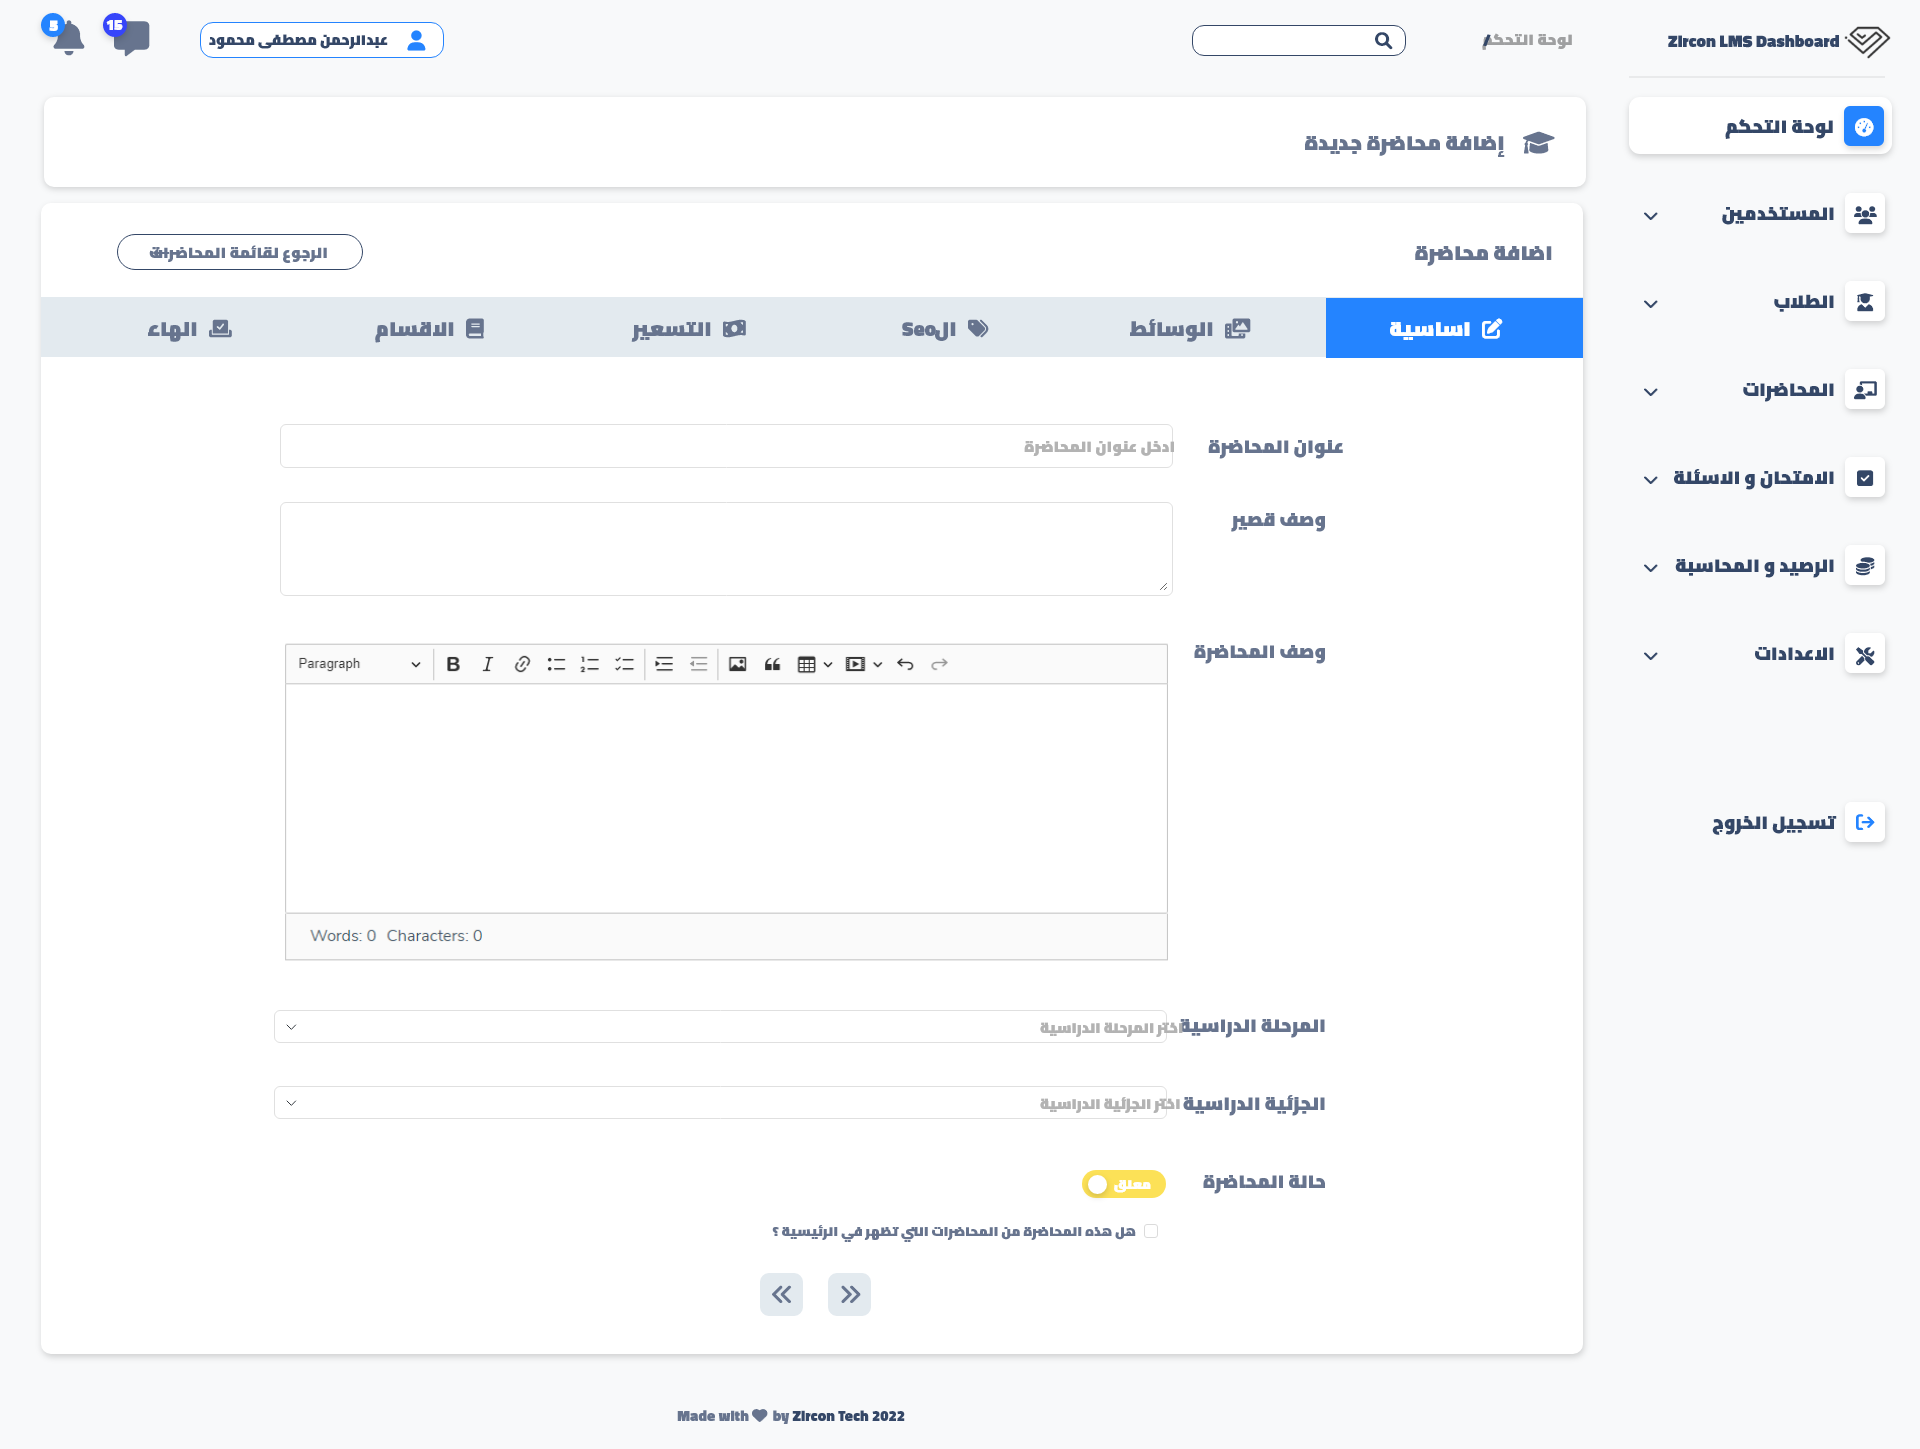 Zircon LMS Dashboard
لوحة التحكم/
عبدالرحمن مصطفى محمود
15
5
لوحة التحكم
المستخدمين
الطلاب
المحاضرات
الامتحان و الاسئلة
الرصيد و المحاسبة
الاعدادات
تسجيل الخروج
إضافة محاضرة جديدة
اضافة محاضرة
الرجوع لقائمة المحاضرات
اساسية
الوسائط
الSeo
التسعير
الاقسام
الهاء
عنوان المحاضرة
ادخل عنوان المحاضرة
وصف قصير
وصف المحاضرة
Paragraph
Words: 0 Characters: 0
المرحلة الدراسية
اختر المرحلة الدراسية
الجزئية الدراسية
اختر الجزئية الدراسية
حالة المحاضرة
معلق
هل هذه المحاضرة من المحاضرات التي تظهر في الرئيسية ؟
Made with by Zircon Tech 2022